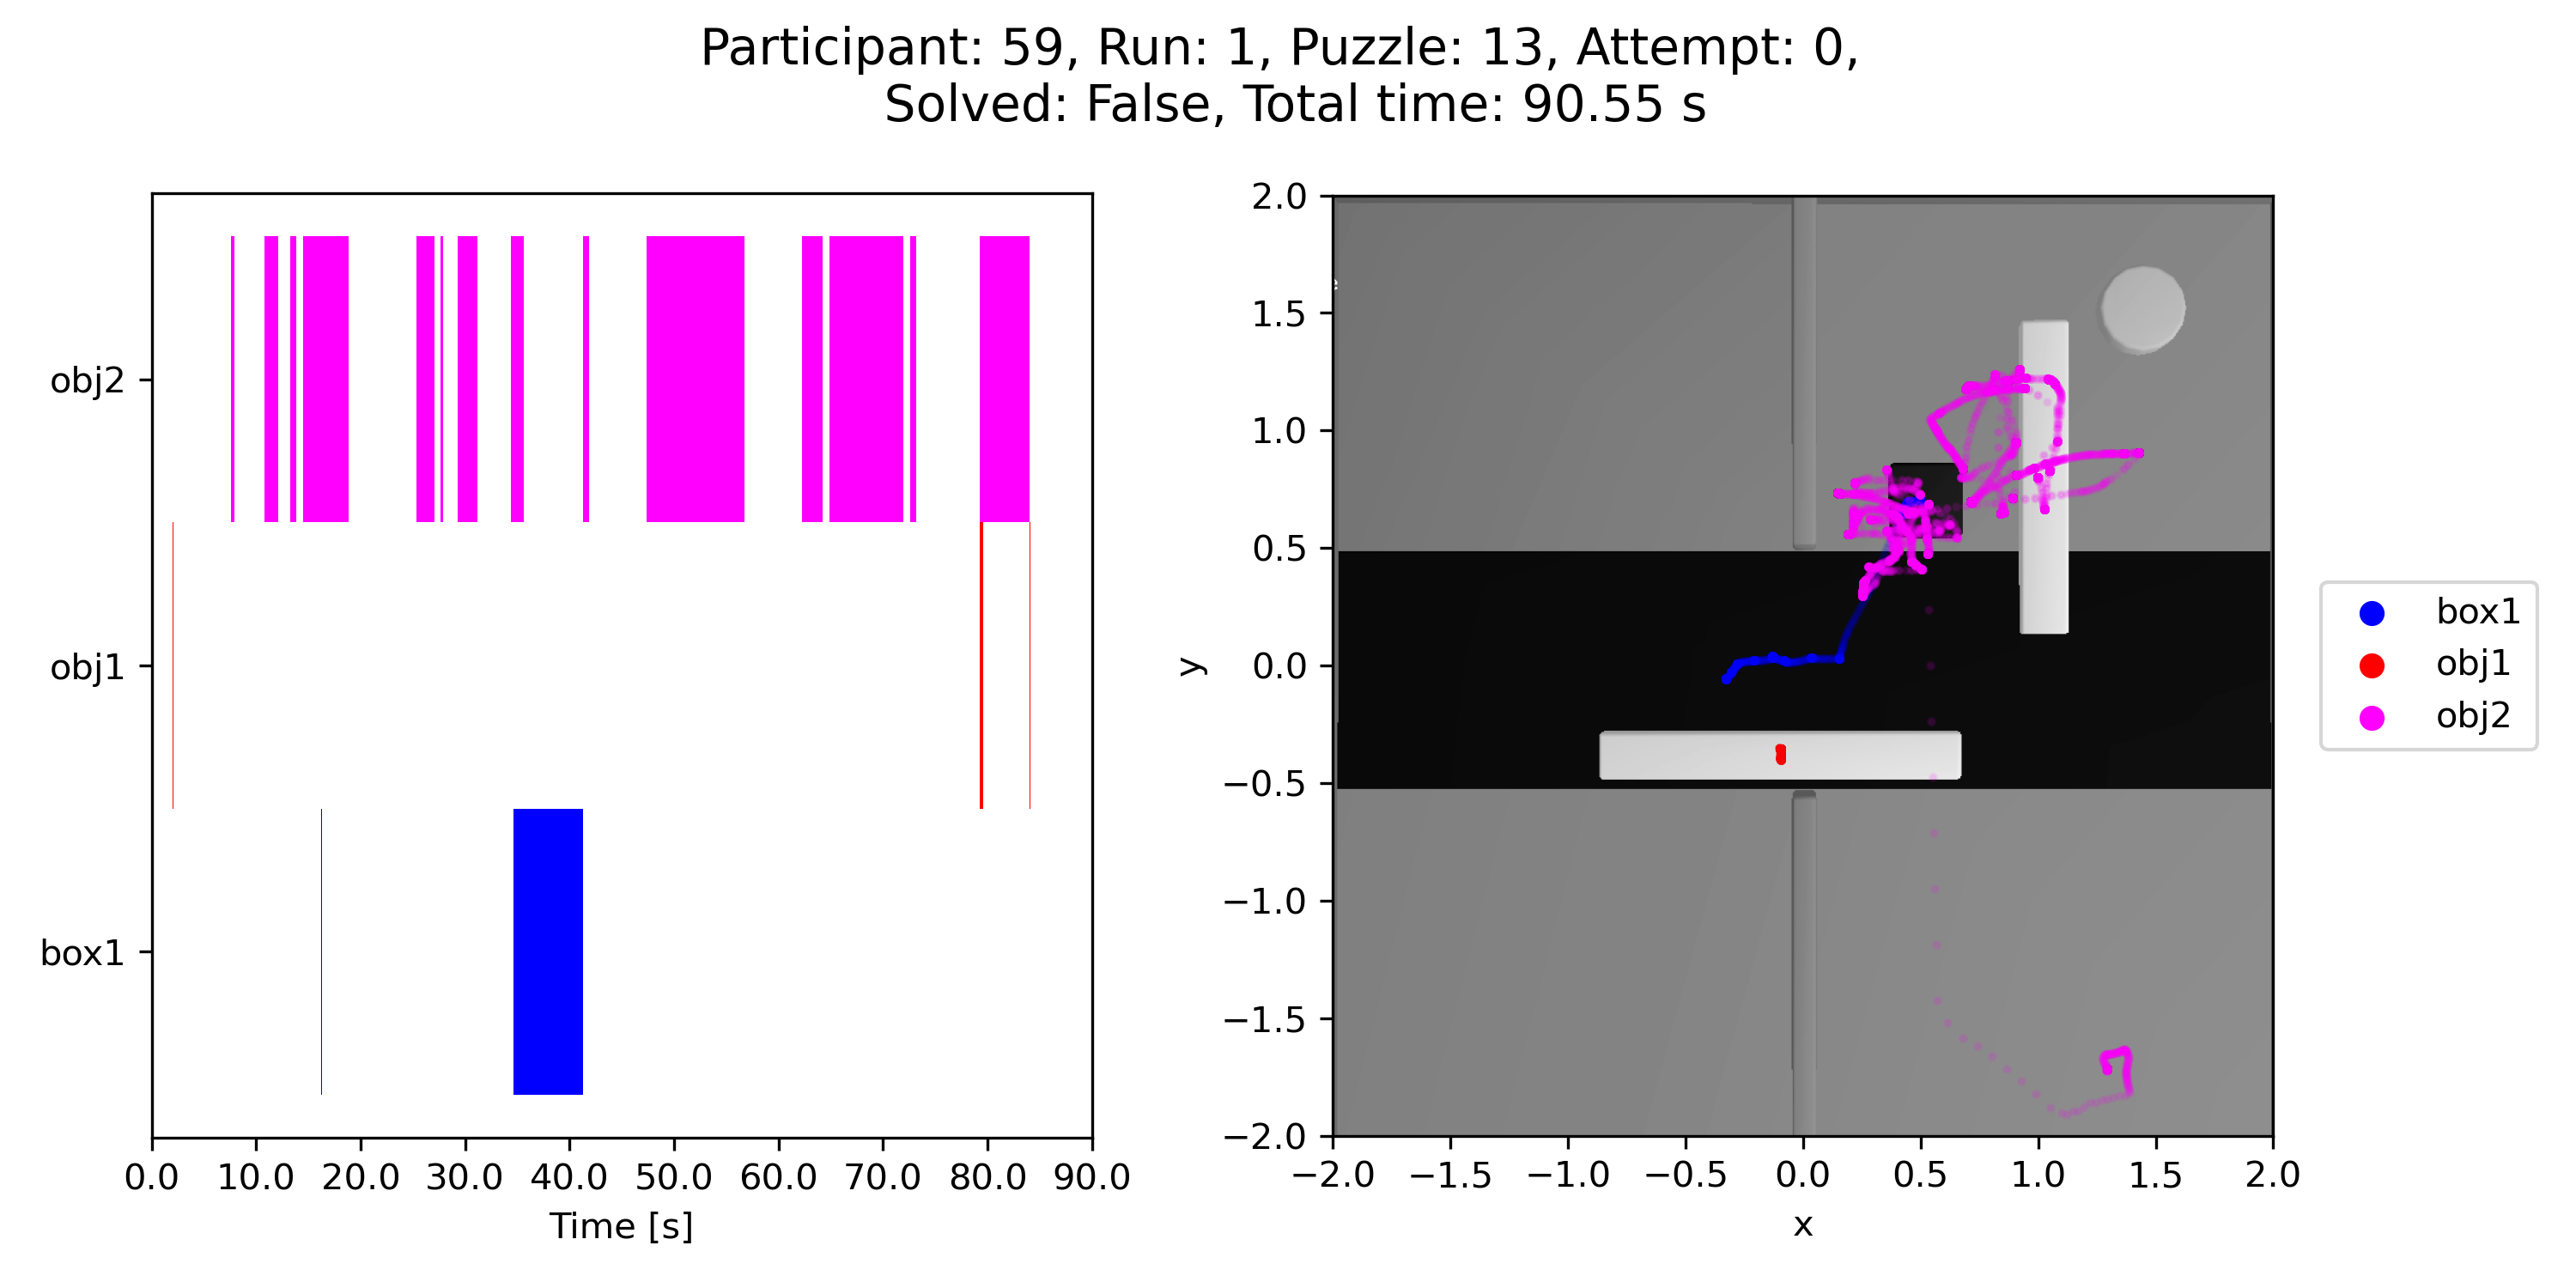 Participant: 59, Run: 1, Puzzle: 13, Attempt: 0,
Solved: False, Total time: 90.55 s
obj2
obj1
box1
0.0 10.0 20.0 30.0 40.0 50.0 60.0 70.0 80.0 90.0
Time [s]
2.0
1.5
1.0
0.5
0.0
−0.5
−1.0
−1.5
−2.0
y
−2.0 −1.5 −1.0 −0.5 0.0 0.5 1.0 1.5 2.0
x
box1
obj1
obj2